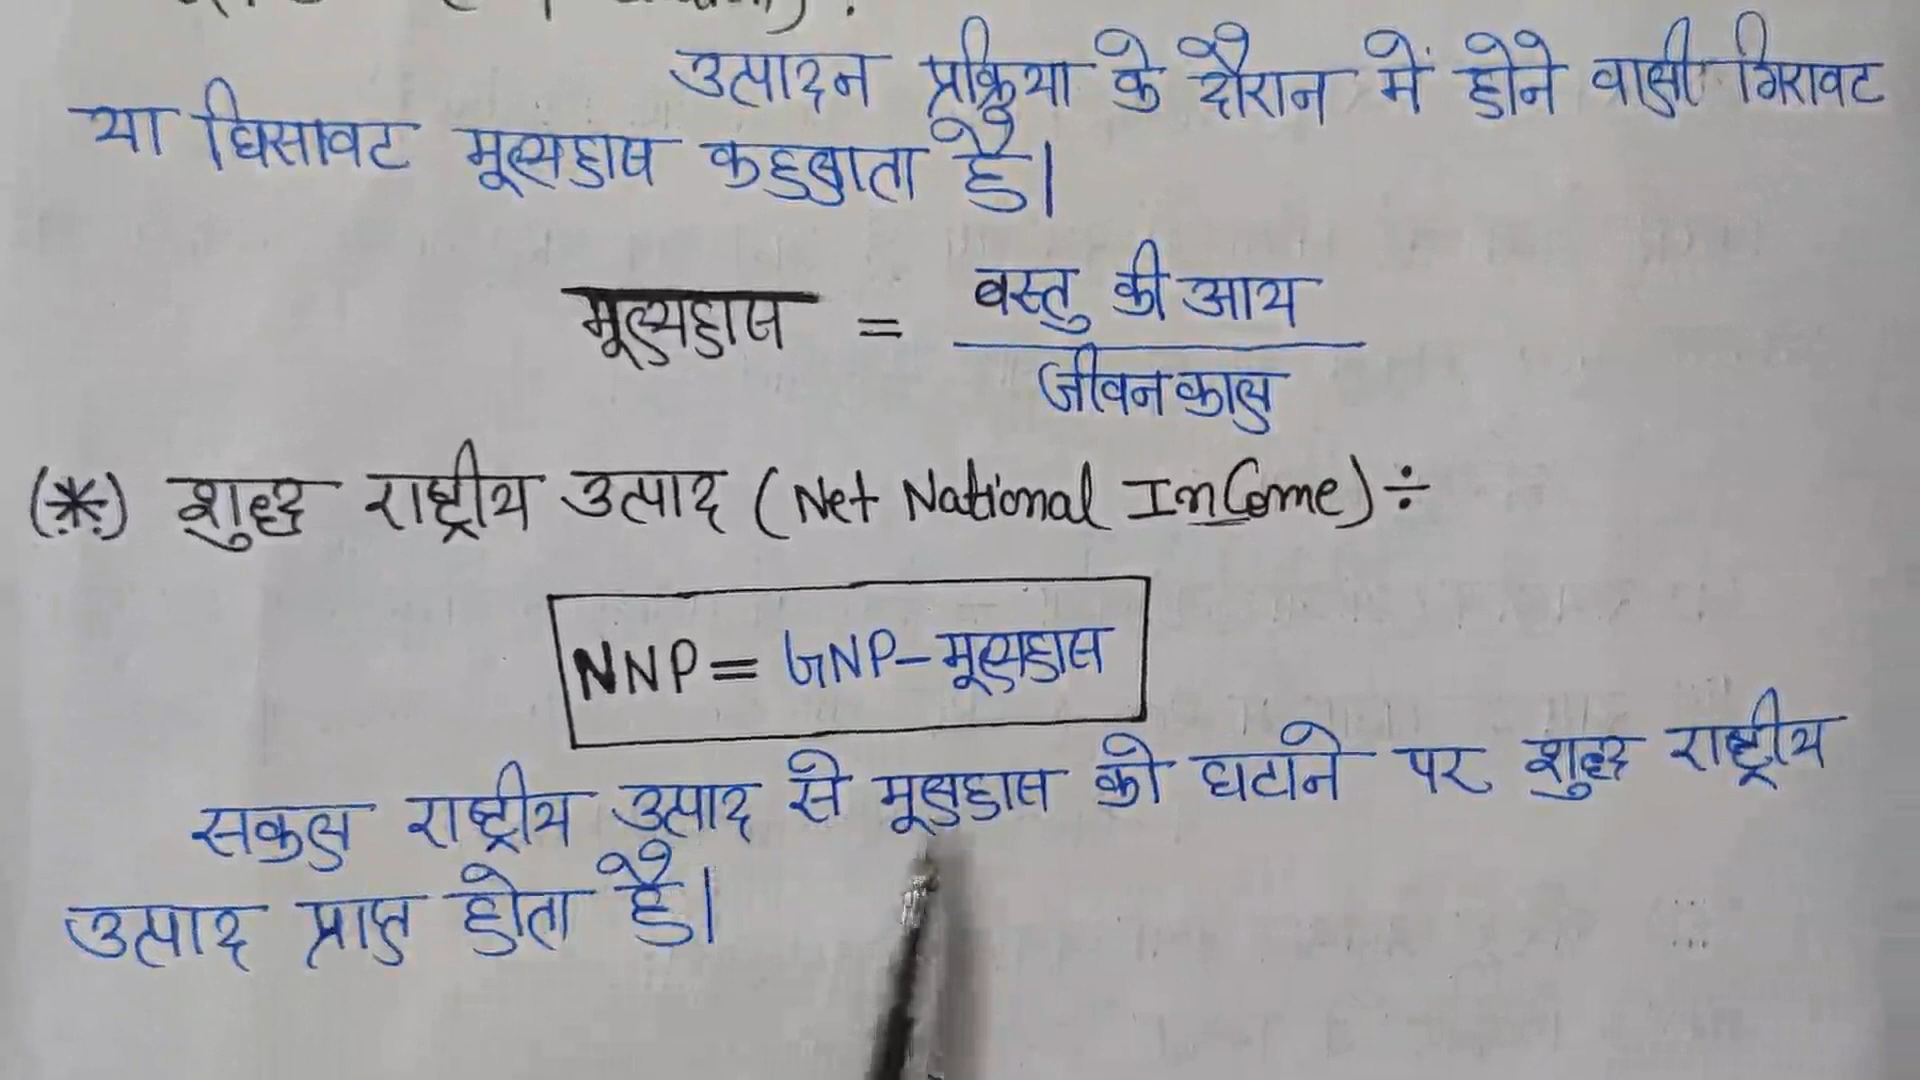 उत्पादन प्रक्रिया के दौरान में होने वाली गिरावट
या घिसावट मूल्यह्रास कहलाता है।
मूल्यह्रास = वस्तु की आय
जीवन काल
(*) शुद्ध राष्ट्रीय उत्पाद (Net National InCome) ÷
NNP = GNP - मूल्यह्रास
सकल राष्ट्रीय उत्पाद से मूल्यह्रास को घटाने पर शुद्ध राष्ट्रीय
उत्पाद प्राप्त होता है।